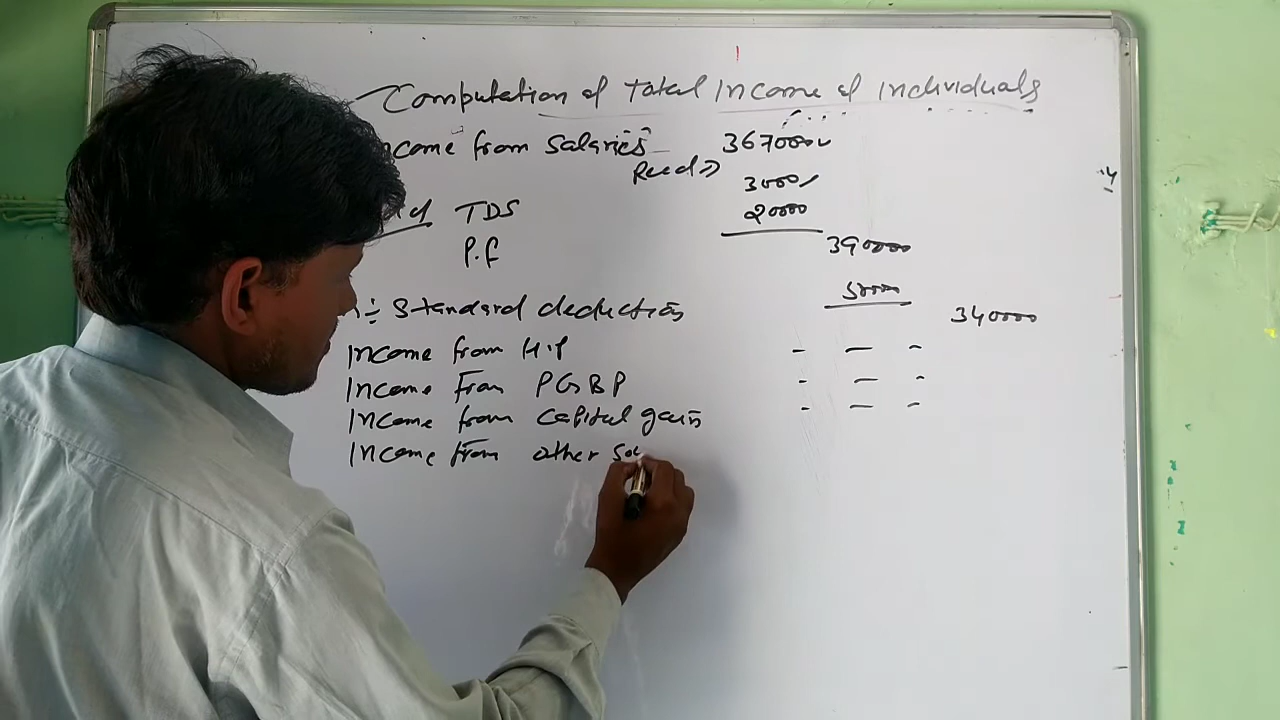 Computation of total Income of individuals
ncome from salaries 367000
Recd 3000
of TDS 20000
P.F 390000
÷ Standard deduction 50000 340000
Income from H.P - - -
Income from PGBP - - -
Income from capital gain - - -
Income from other sou